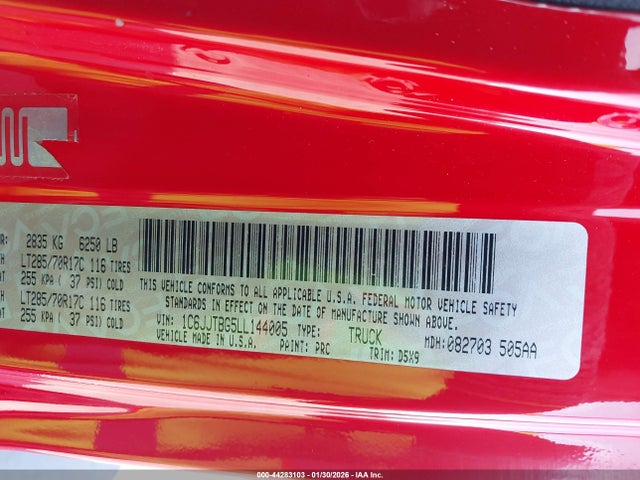 R: 2835 KG 6250 LB
H LT285/70R17C 116 TIRES
AT 255 KPA ( 37 PSI) COLD
H LT285/70R17C 116 TIRES
AT 255 KPA ( 37 PSI) COLD
THIS VEHICLE CONFORMS TO ALL APPLICABLE U.S.A. FEDERAL MOTOR VEHICLE SAFETY
STANDARDS IN EFFECT ON THE DATE OF MANUFACTURE SHOWN ABOVE.
VIN: 1C6JJTBG5LL144005 TYPE: TRUCK MDH: 082703 505AA
VEHICLE MADE IN U.S.A. PAINT: PRC TRIM: D5X9
000-44283103 - 01/30/2026 - IAA Inc.